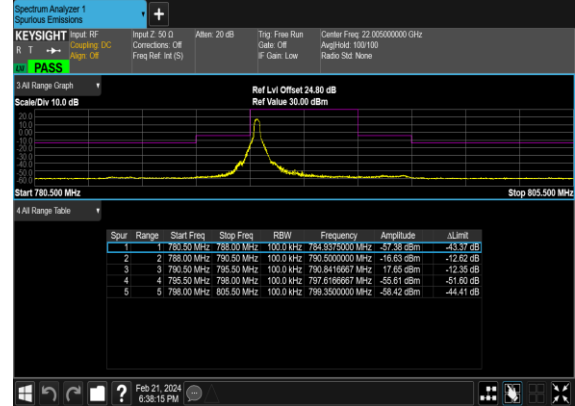 Spectrum Analyzer 1
Spurious Emissions
KEYSIGHT Input: RF Input Z: 50 Ω Atten: 20 dB Trig: Free Run Center Freq: 22.005000000 GHz
R T Coupling: DC Corrections: Off Gate: Off Avg|Hold: 100/100
Align: Off Freq Ref: Int (S) IF Gain: Low Radio Std: None
PASS
3 All Range Graph
Ref Lvl Offset 24.80 dB
Scale/Div 10.0 dB Ref Value 30.00 dBm
20.0
10.0
0.00
-10.0
-20.0
-30.0
-40.0
-50.0
-60.0
Start 780.500 MHz Stop 805.500 MHz
4 All Range Table
Spur Range Start Freq Stop Freq RBW Frequency Amplitude ΔLimit
1 1 780.50 MHz 788.00 MHz 100.0 kHz 784.9375000 MHz -57.38 dBm -43.37 dB
2 2 788.00 MHz 790.50 MHz 100.0 kHz 790.5000000 MHz -16.63 dBm -12.62 dB
3 3 790.50 MHz 795.50 MHz 100.0 kHz 790.8416667 MHz 17.65 dBm -12.35 dB
4 4 795.50 MHz 798.00 MHz 100.0 kHz 797.6166667 MHz -55.61 dBm -51.60 dB
5 5 798.00 MHz 805.50 MHz 100.0 kHz 799.3500000 MHz -58.42 dBm -44.41 dB
Feb 21, 2024
6:38:15 PM